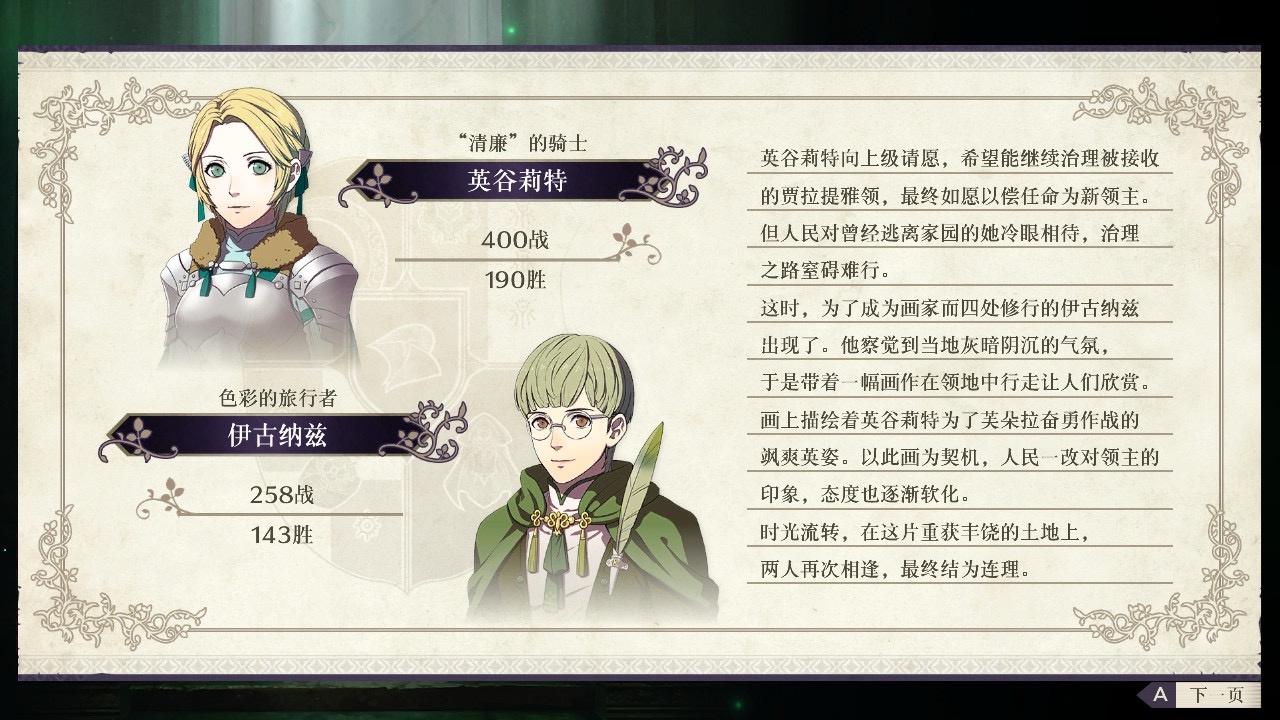 “清廉”的骑士
英谷莉特
400战
190胜
色彩的旅行者
伊古纳兹
258战
143胜
英谷莉特向上级请愿，希望能继续治理被接收
的贾拉提雅领，最终如愿以偿任命为新领主。
但人民对曾经逃离家园的她冷眼相待，治理
之路窒碍难行。
这时，为了成为画家而四处修行的伊古纳兹
出现了。他察觉到当地灰暗阴沉的气氛，
于是带着一幅画作在领地中行走让人们欣赏。
画上描绘着英谷莉特为了芙朵拉奋勇作战的
飒爽英姿。以此画为契机，人民一改对领主的
印象，态度也逐渐软化。
时光流转，在这片重获丰饶的土地上，
两人再次相逢，最终结为连理。
A 下一页